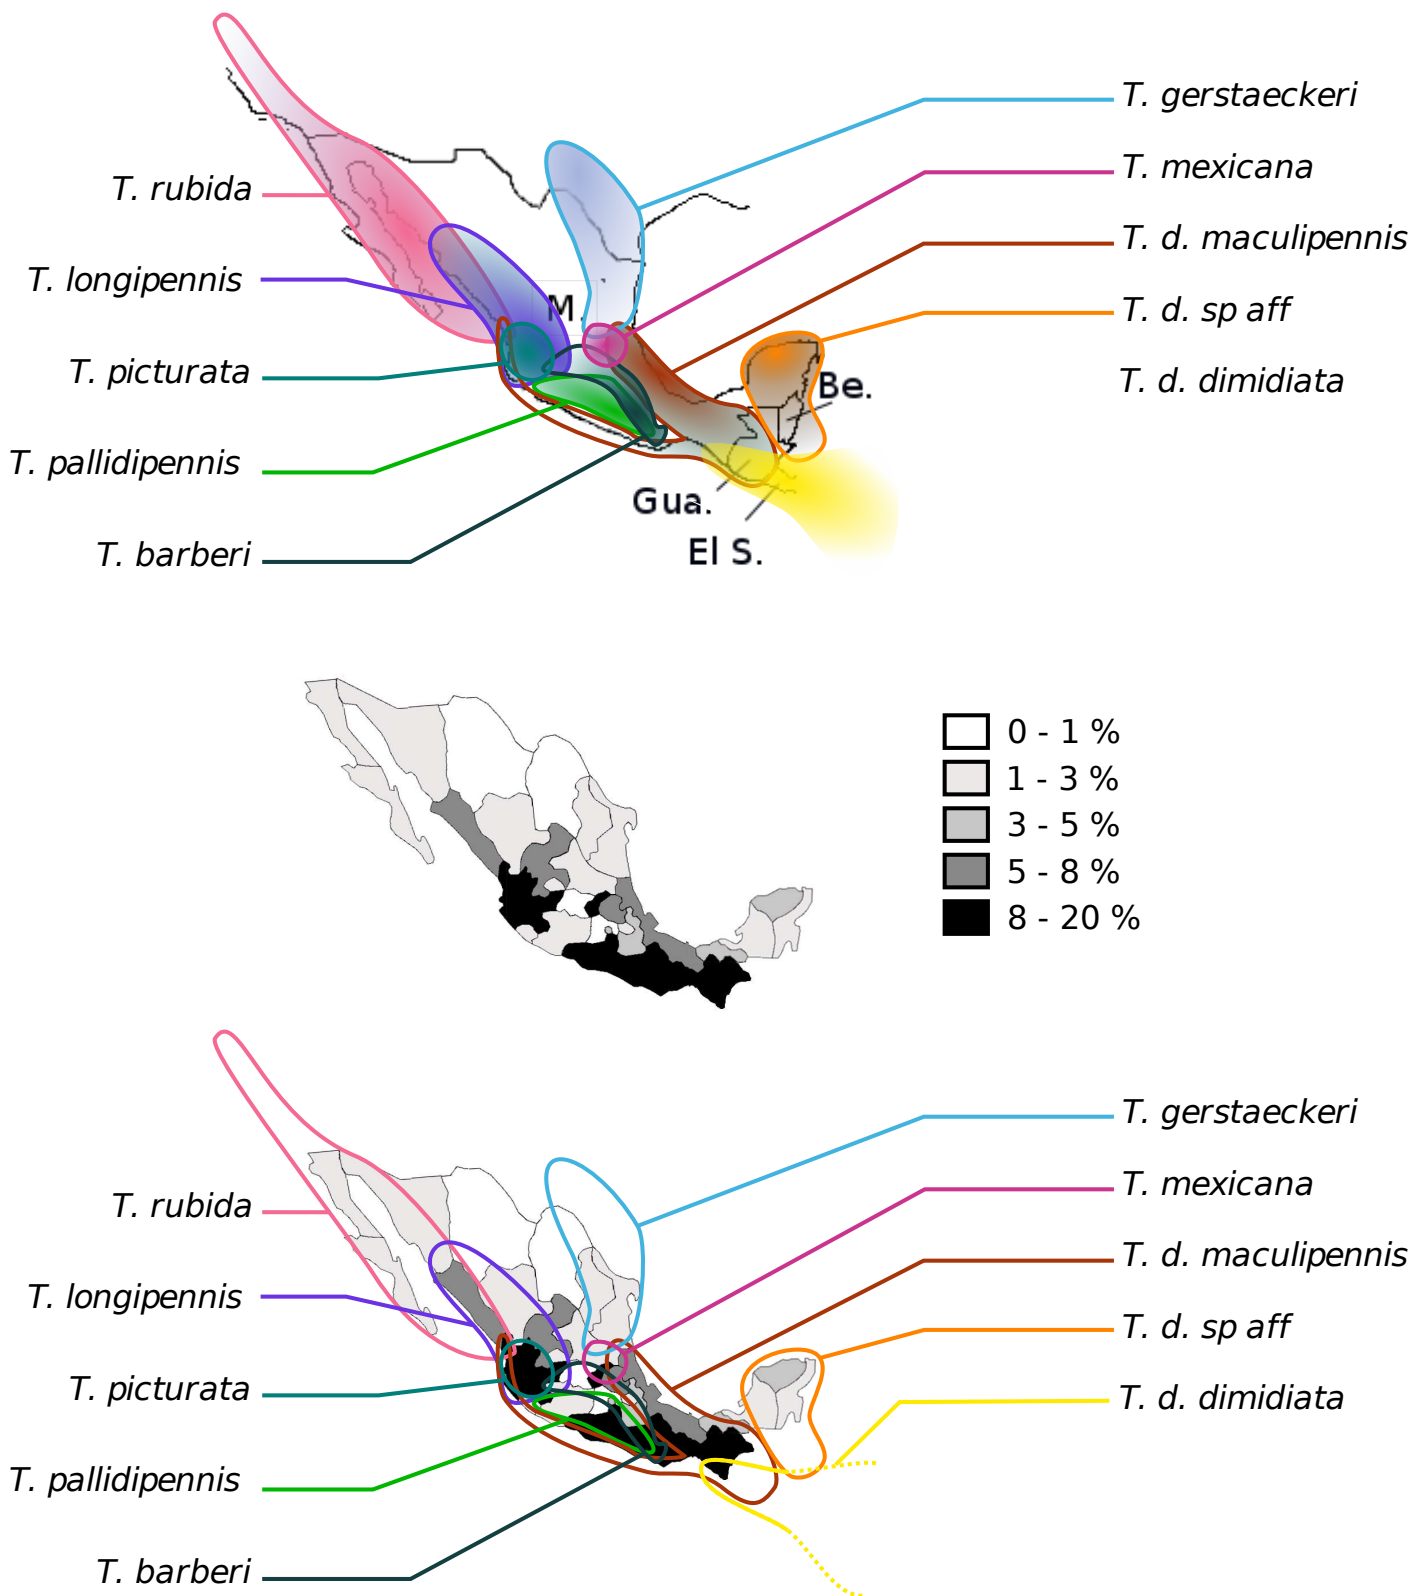 T. gerstaeckeri
T. mexicana
T. rubida
T. d. maculipennis
T. longipennis
M.
T. d. sp aff
T. picturata
Be.
T. d. dimidiata
T. pallidipennis
Gua.
T. barberi
El S.
0 - 1 %
1 - 3 %
3 - 5 %
5 - 8 %
8 - 20 %
T. gerstaeckeri
T. mexicana
T. rubida
T. d. maculipennis
T. longipennis
T. d. sp aff
T. picturata
T. d. dimidiata
T. pallidipennis
T. barberi